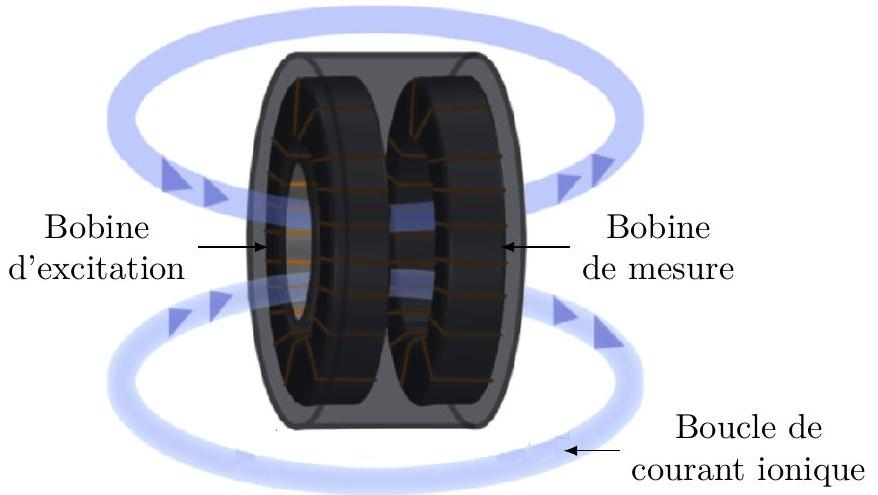 Bobine
d'excitation
Bobine
de mesure
Boucle de
courant ionique